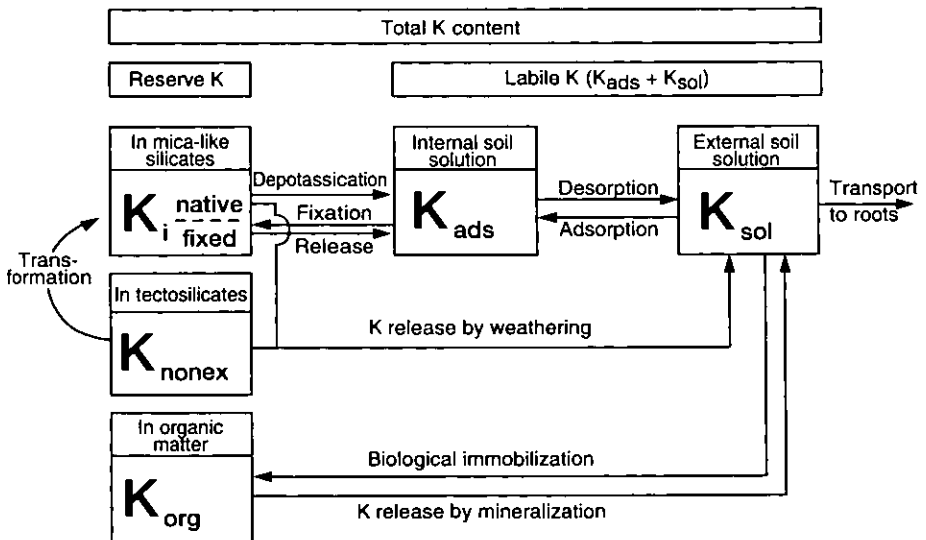 Total K content
Reserve K
Labile K (Kads + Ksol)
In mica-like
silicates
Ki native
fixed
Depotassication
Fixation
Release
Internal soil
solution
Kads
Desorption
Adsorption
External soil
solution
Ksol
Transport
to roots
Trans-
formation
In tectosilicates
Knonex
K release by weathering
In organic
matter
Korg
Biological immobilization
K release by mineralization